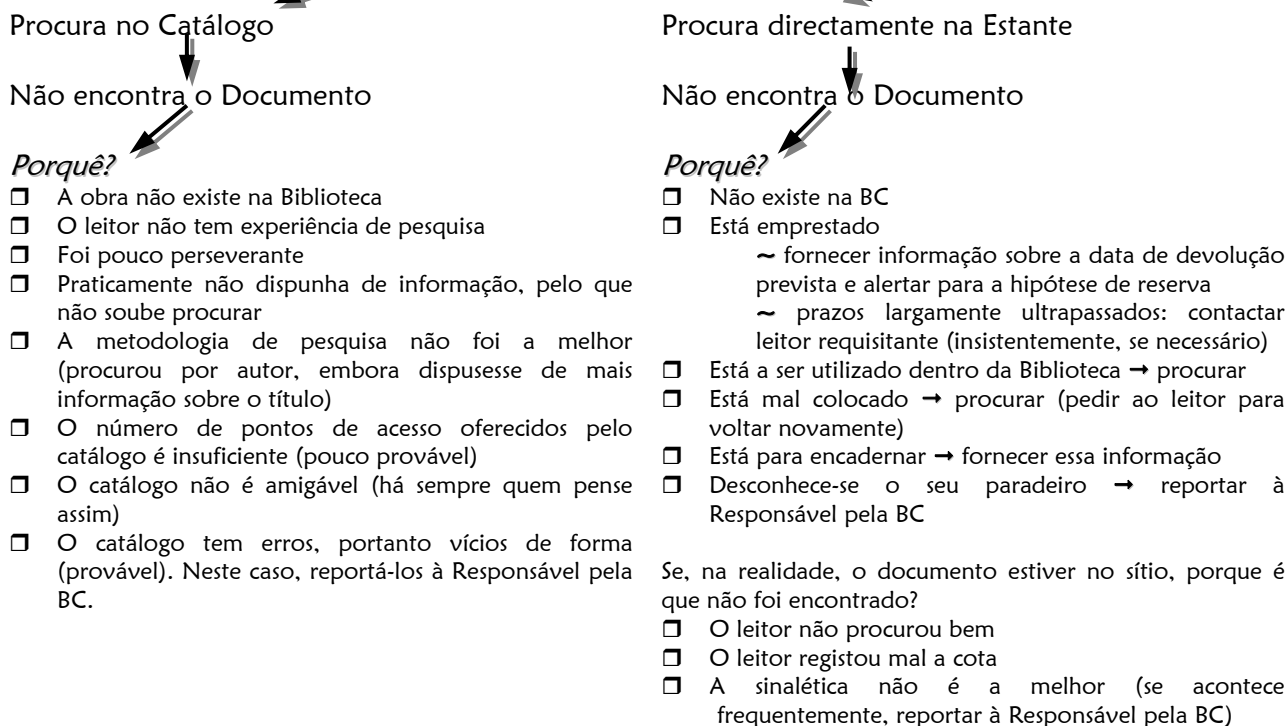 Procura no Catálogo
Não encontra o Documento
Porquê?
❒ A obra não existe na Biblioteca
❒ O leitor não tem experiência de pesquisa
❒ Foi pouco perseverante
❒ Praticamente não dispunha de informação, pelo que
não soube procurar
❒ A metodologia de pesquisa não foi a melhor
(procurou por autor, embora dispusesse de mais
informação sobre o título)
❒ O número de pontos de acesso oferecidos pelo
catálogo é insuficiente (pouco provável)
❒ O catálogo não é amigável (há sempre quem pense
assim)
❒ O catálogo tem erros, portanto vícios de forma
(provável). Neste caso, reportá-los à Responsável pela
BC.
Procura directamente na Estante
Não encontra o Documento
Porquê?
❒ Não existe na BC
❒ Está emprestado
~ fornecer informação sobre a data de devolução
prevista e alertar para a hipótese de reserva
~ prazos largamente ultrapassados: contactar
leitor requisitante (insistentemente, se necessário)
❒ Está a ser utilizado dentro da Biblioteca → procurar
❒ Está mal colocado → procurar (pedir ao leitor para
voltar novamente)
❒ Está para encadernar → fornecer essa informação
❒ Desconhece-se o seu paradeiro → reportar à
Responsável pela BC
Se, na realidade, o documento estiver no sítio, porque é
que não foi encontrado?
❒ O leitor não procurou bem
❒ O leitor registou mal a cota
❒ A sinalética não é a melhor (se acontece
frequentemente, reportar à Responsável pela BC)